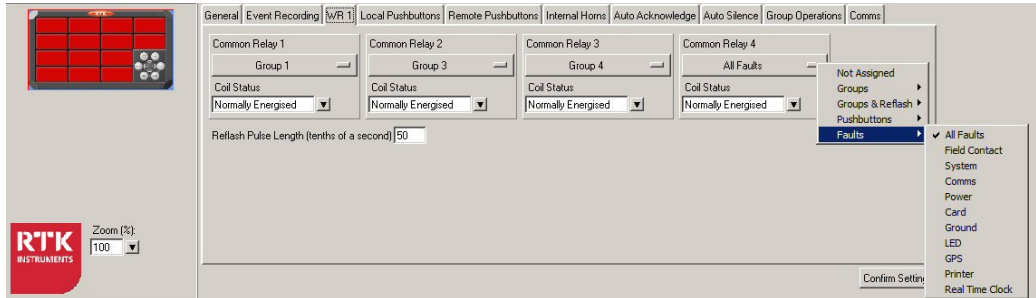 RTK
General Event Recording WR 1 Local Pushbuttons Remote Pushbuttons Internal Horns Auto Acknowledge Auto Silence Group Operations Comms
Common Relay 1 Common Relay 2 Common Relay 3 Common Relay 4
Group 1 Group 3 Group 4 All Faults
Coil Status Coil Status Coil Status Coil Status
Normally Energised Normally Energised Normally Energised Normally Energised
Reflash Pulse Length (tenths of a second) 50
Not Assigned
Groups
Groups & Reflash
Pushbuttons
Faults
All Faults
Field Contact
System
Comms
Power
Card
Ground
LED
GPS
Printer
Real Time Clock
Zoom (%):
100
RTK
INSTRUMENTS
Confirm